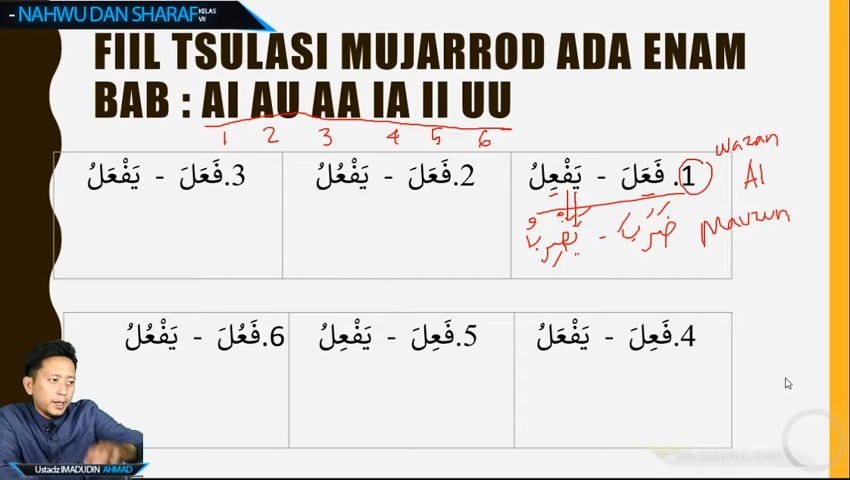 - NAHWU DAN SHARAF KELAS VII
FIIL TSULASI MUJARROD ADA ENAM
BAB : AI AU AA IA II UU
1 2 3 4 5 6
wazan
1. فَعَلَ - يَفْعِلُ
2. فَعَلَ - يَفْعُلُ
3. فَعَلَ - يَفْعَلُ
AI
ضَرَبَ - يَضْرِبُ
Mauzun
4. فَعِلَ - يَفْعَلُ
5. فَعِلَ - يَفْعِلُ
6. فَعُلَ - يَفْعُلُ
Ustadz IMADUDIN AHMAD